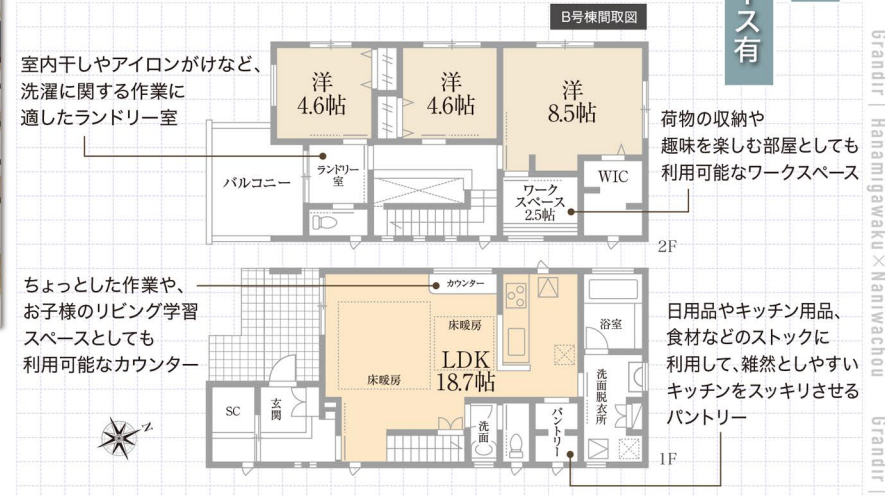 B号棟間取図
ース有
室内干しやアイロンがけなど、
洗濯に関する作業に
適したランドリー室
洋
4.6帖
洋
4.6帖
洋
8.5帖
荷物の収納や
趣味を楽しむ部屋としても
利用可能なワークスペース
バルコニー
ランドリー
室
ワーク
スペース
2.5帖
WIC
2F
ちょっとした作業や、
お子様のリビング学習
スペースとしても
利用可能なカウンター
カウンター
床暖房
LDK
18.7帖
床暖房
浴室
洗面脱衣所
日用品やキッチン用品、
食材などのストックに
利用して、雑然としやすい
キッチンをスッキリさせる
パントリー
SC
玄関
洗面
パントリー
N
1F
Grandir | Hanamigawaku×Naniwachou
Grandir |